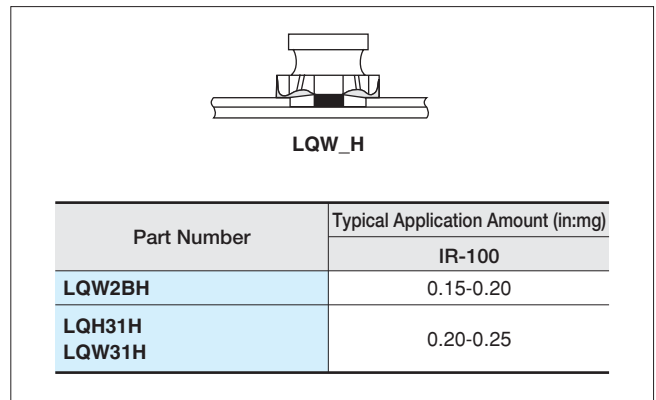 LQW_H
Part Number
Typical Application Amount (in:mg)
IR-100
LQW2BH
0.15-0.20
LQH31H
LQW31H
0.20-0.25